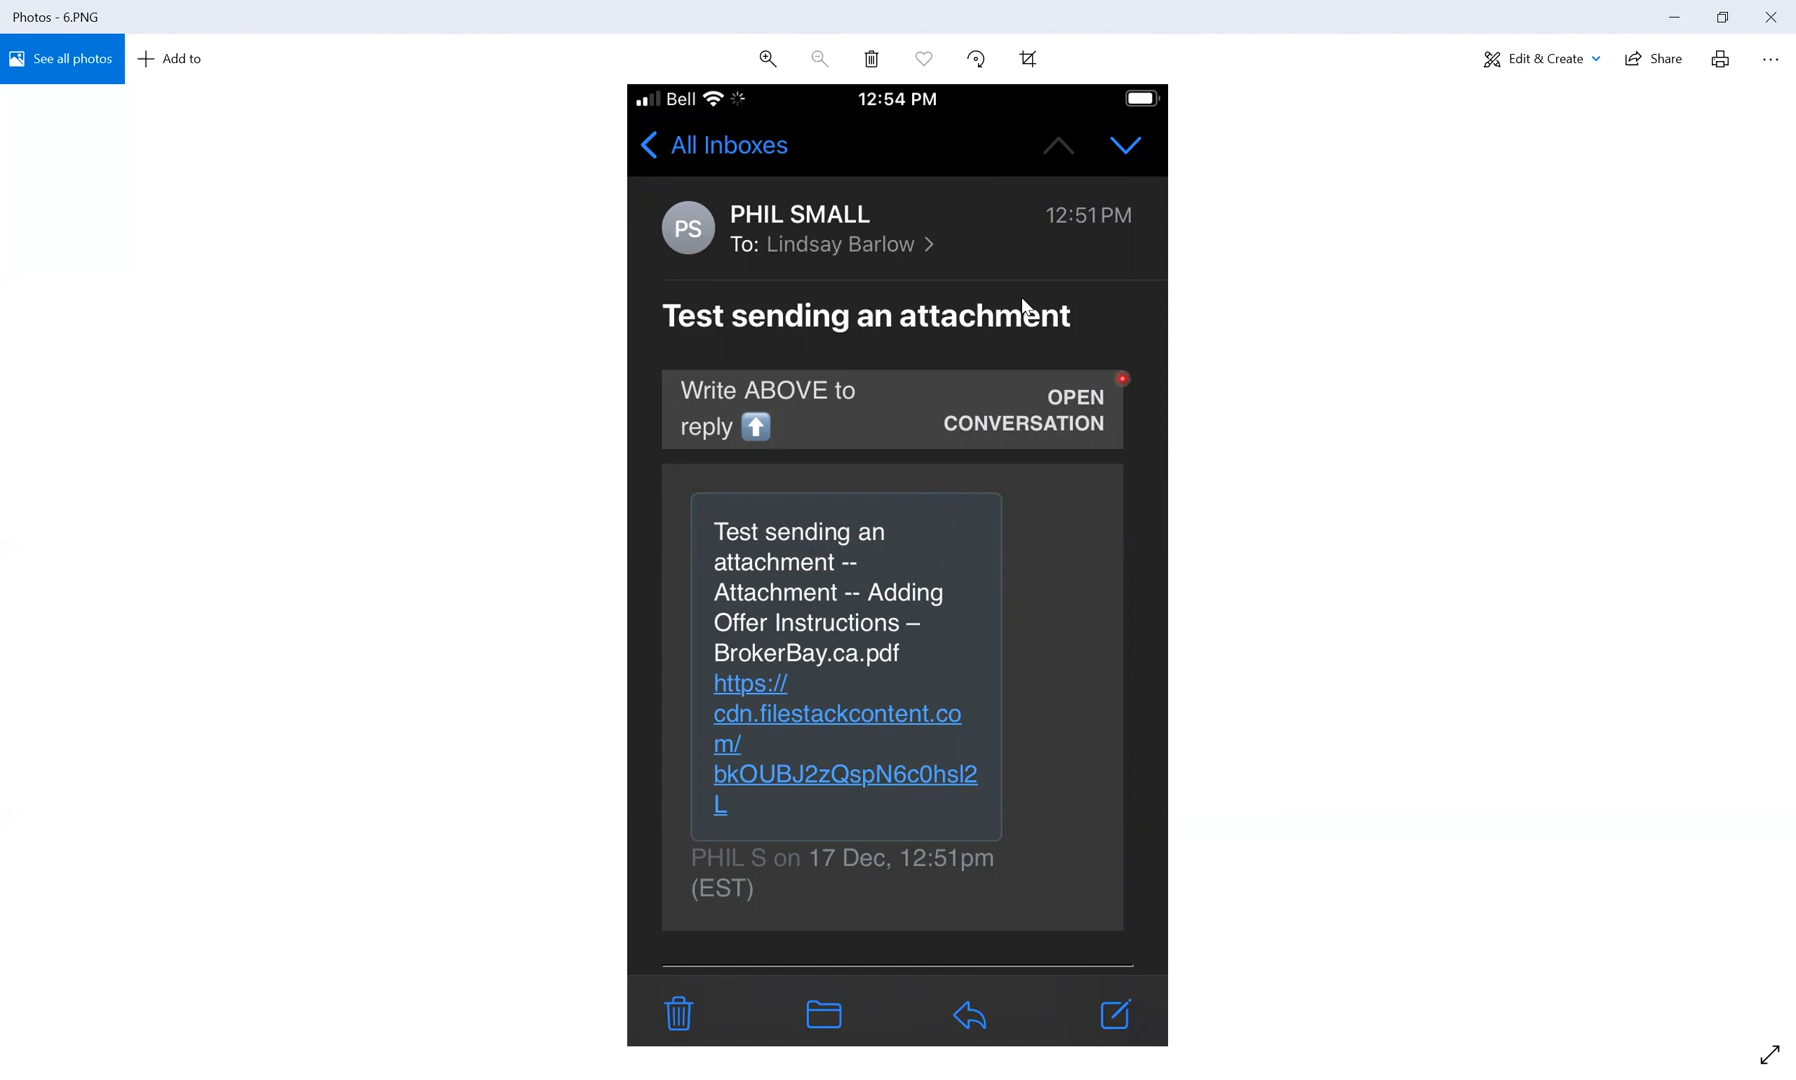 Photos - 6.PNG
See all photos
Add to
Edit & Create
Share
Bell
12:54 PM
All Inboxes
PS
PHIL SMALL
12:51 PM
To: Lindsay Barlow >
Test sending an attachment
Write ABOVE to
reply ⬆️
OPEN
CONVERSATION
Test sending an
attachment --
Attachment -- Adding
Offer Instructions –
BrokerBay.ca.pdf
https://
cdn.filestackcontent.co
m/
bkOUBJ2zQspN6c0hsl2
L
PHIL S on 17 Dec, 12:51pm
(EST)